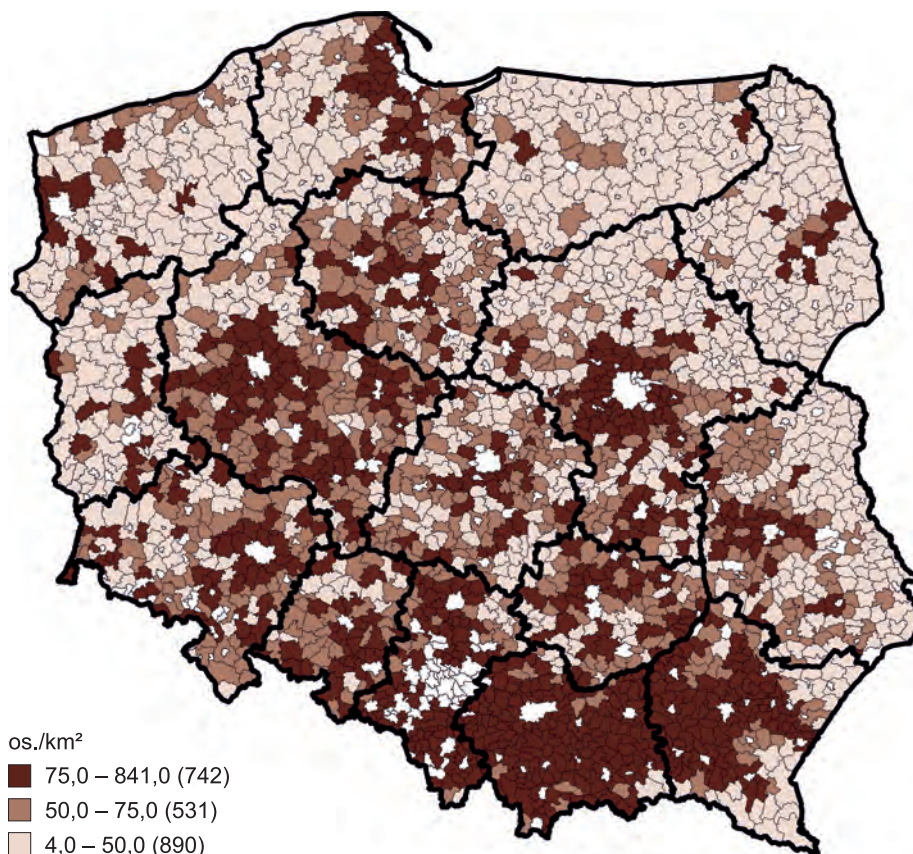 os./km²
75,0 – 841,0 (742)
50,0 – 75,0 (531)
4,0 – 50,0 (890)